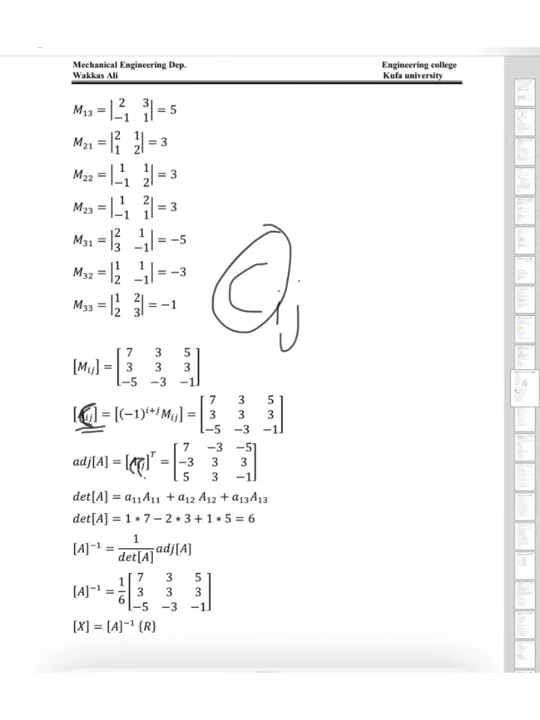 Mechanical Engineering Dep. Engineering college
Wakkas Ali Kufa university
M₁₃ = |2 3; −1 1| = 5
M₂₁ = |2 1; 1 2| = 3
M₂₂ = |1 1; −1 2| = 3
M₂₃ = |1 2; −1 1| = 3
M₃₁ = |2 1; 3 −1| = −5
M₃₂ = |1 1; 2 −1| = −3
M₃₃ = |1 2; 2 3| = −1
Cij
[Mᵢⱼ] = [7 3 5; 3 3 3; −5 −3 −1]
[Cᵢⱼ] = [(−1)ⁱ⁺ʲMᵢⱼ] = [7 3 5; 3 3 3; −5 −3 −1]
adj[A] = [Aᵢⱼ]ᵀ = [7 −3 −5; −3 3 3; 5 3 −1]
det[A] = a₁₁A₁₁ + a₁₂ A₁₂ + a₁₃A₁₃
det[A] = 1 ∗ 7 − 2 ∗ 3 + 1 ∗ 5 = 6
[A]⁻¹ = 1/det[A] adj[A]
[A]⁻¹ = 1/6 [7 3 5; 3 3 3; −5 −3 −1]
[X] = [A]⁻¹ {R}